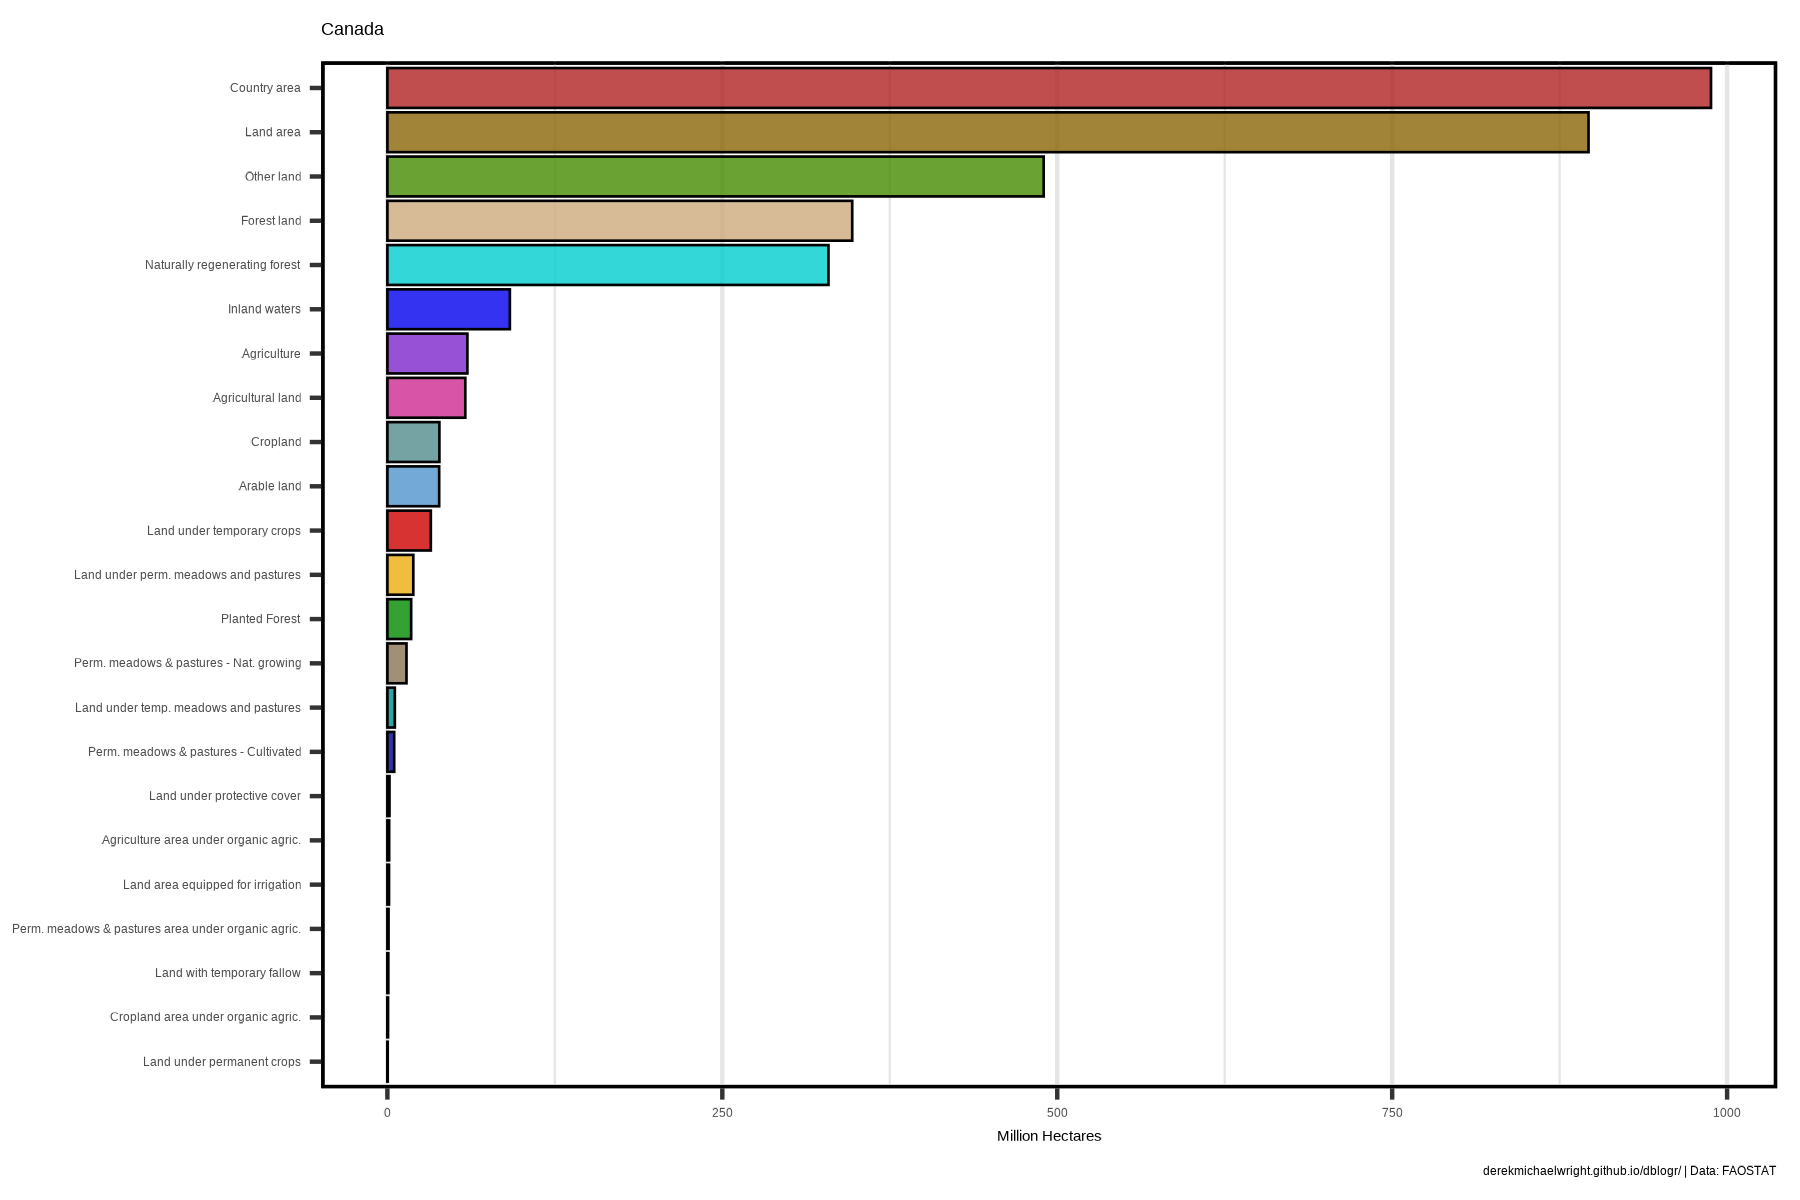 Canada
Country area
Land area
Other land
Forest land
Naturally regenerating forest
Inland waters
Agriculture
Agricultural land
Cropland
Arable land
Land under temporary crops
Land under perm. meadows and pastures
Planted Forest
Perm. meadows & pastures - Nat. growing
Land under temp. meadows and pastures
Perm. meadows & pastures - Cultivated
Land under protective cover
Agriculture area under organic agric.
Land area equipped for irrigation
Perm. meadows & pastures area under organic agric.
Land with temporary fallow
Cropland area under organic agric.
Land under permanent crops
0 250 500 750 1000
Million Hectares
derekmichaelwright.github.io/dblogr/ | Data: FAOSTAT